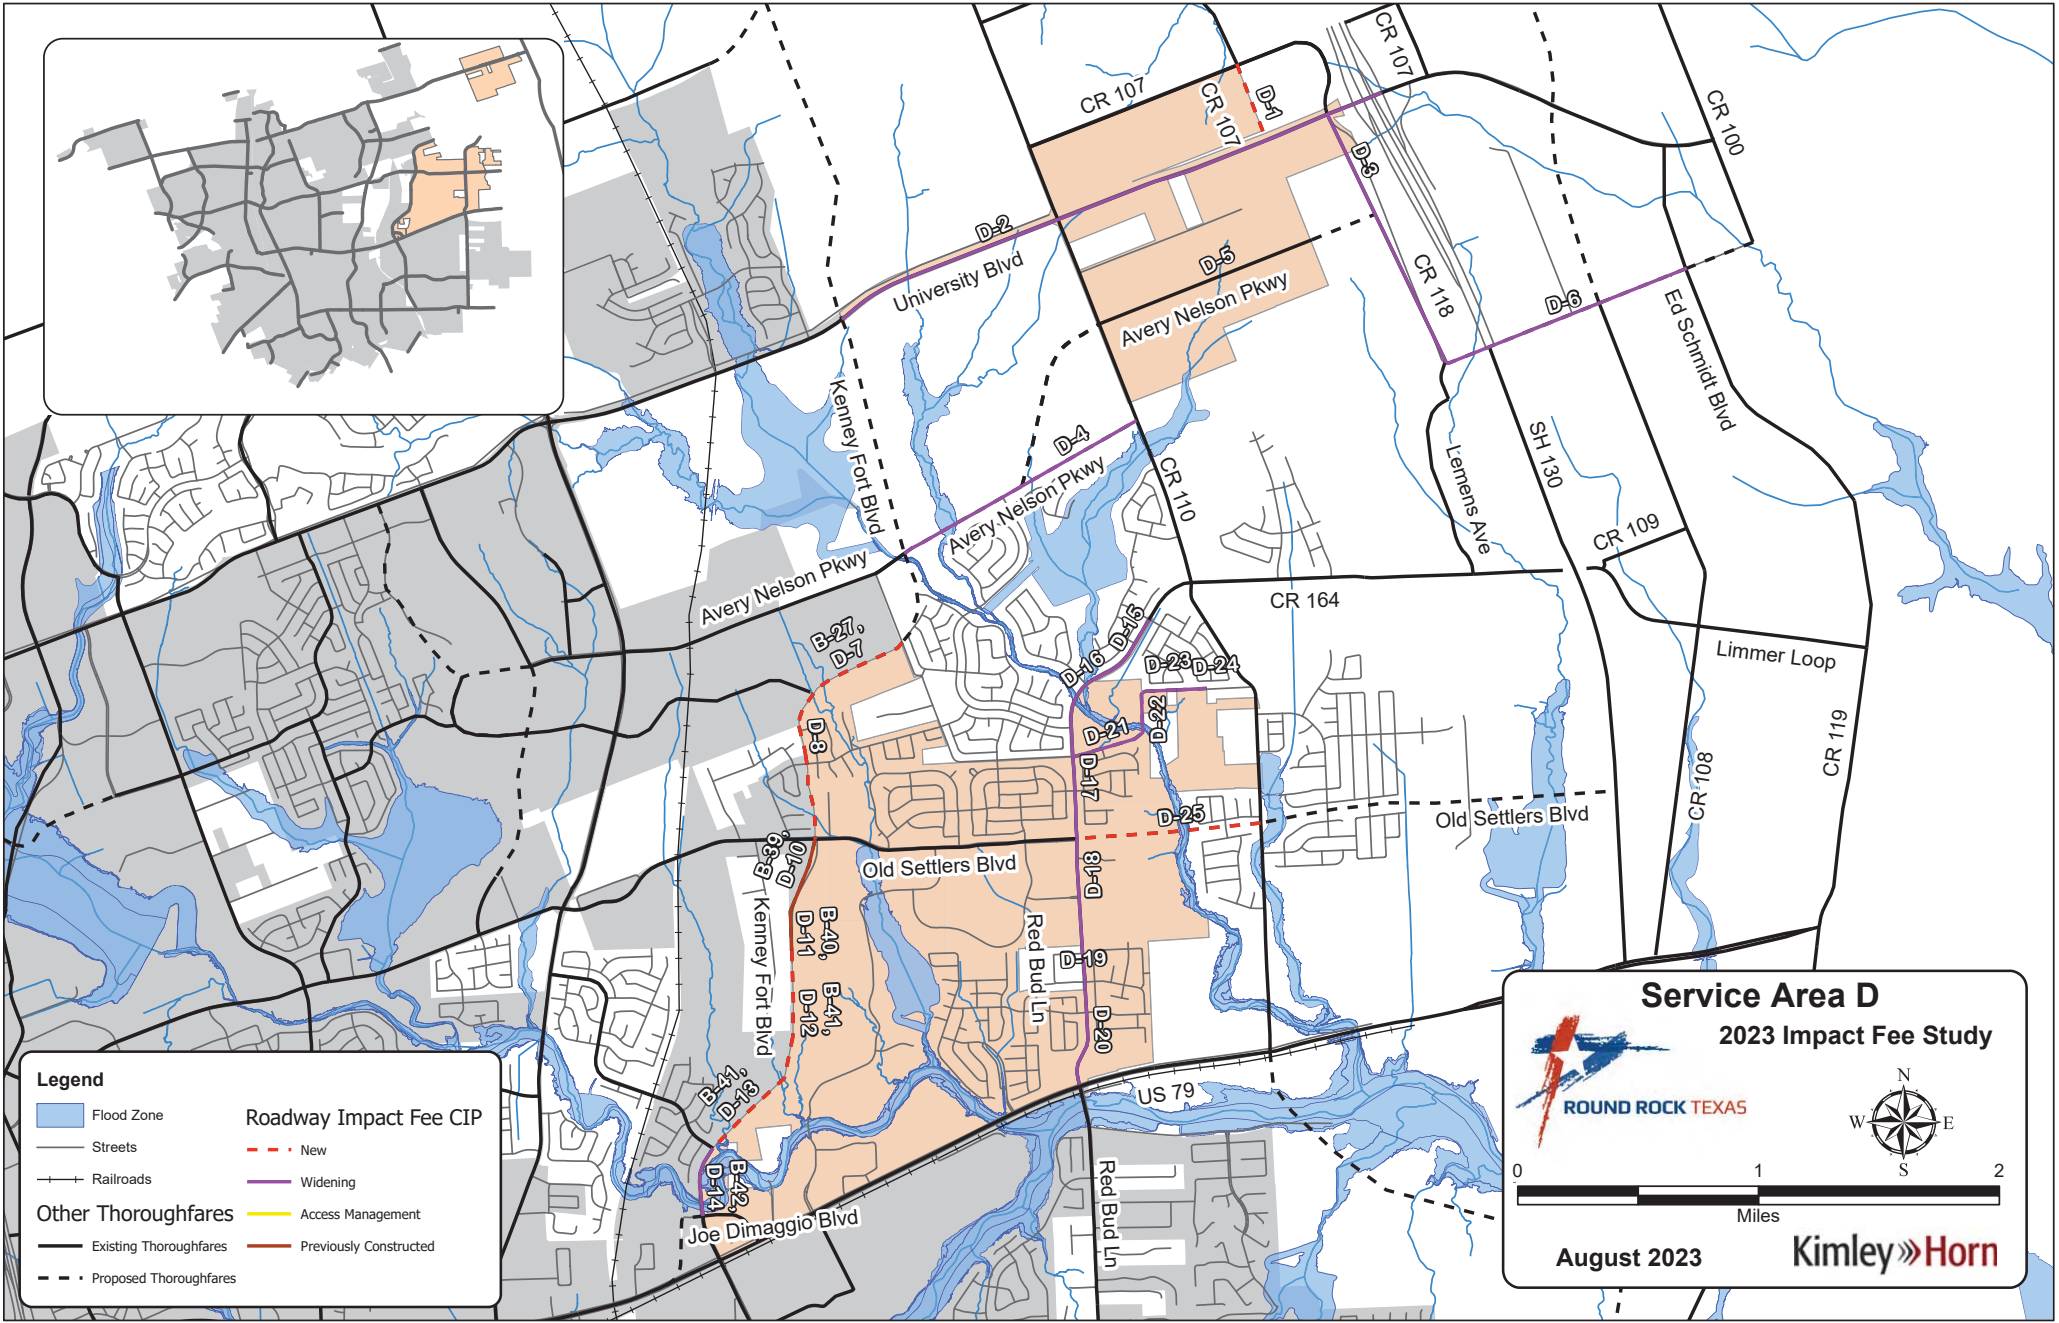 CR 107
CR 107
CR 107
D-1
CR 100
D-3
D-2
University Blvd
D-5
Avery Nelson Pkwy
CR 118
D-6
Ed Schmidt Blvd
Kenney Fort Blvd
D-4
Avery Nelson Pkwy
CR 110
Lemens Ave
SH 130
CR 109
Avery Nelson Pkwy
CR 164
B-27,
D-7
D-15
D-16
D-23
D-24
Limmer Loop
D-8
D-21
D-22
D-17
CR 108
CR 119
D-25
Old Settlers Blvd
B-39,
D-10
Old Settlers Blvd
D-18
Kenney Fort Blvd
B-40,
D-11
Red Bud Ln
D-19
B-41,
D-12
D-20
B-41,
D-13
US 79
B-42,
D-14
Joe Dimaggio Blvd
Red Bud Ln
Legend
Flood Zone
Streets
Railroads
Other Thoroughfares
Existing Thoroughfares
Proposed Thoroughfares
Roadway Impact Fee CIP
New
Widening
Access Management
Previously Constructed
Service Area D
2023 Impact Fee Study
ROUND ROCK TEXAS
N
W
E
S
0 1 2
Miles
August 2023
Kimley»Horn